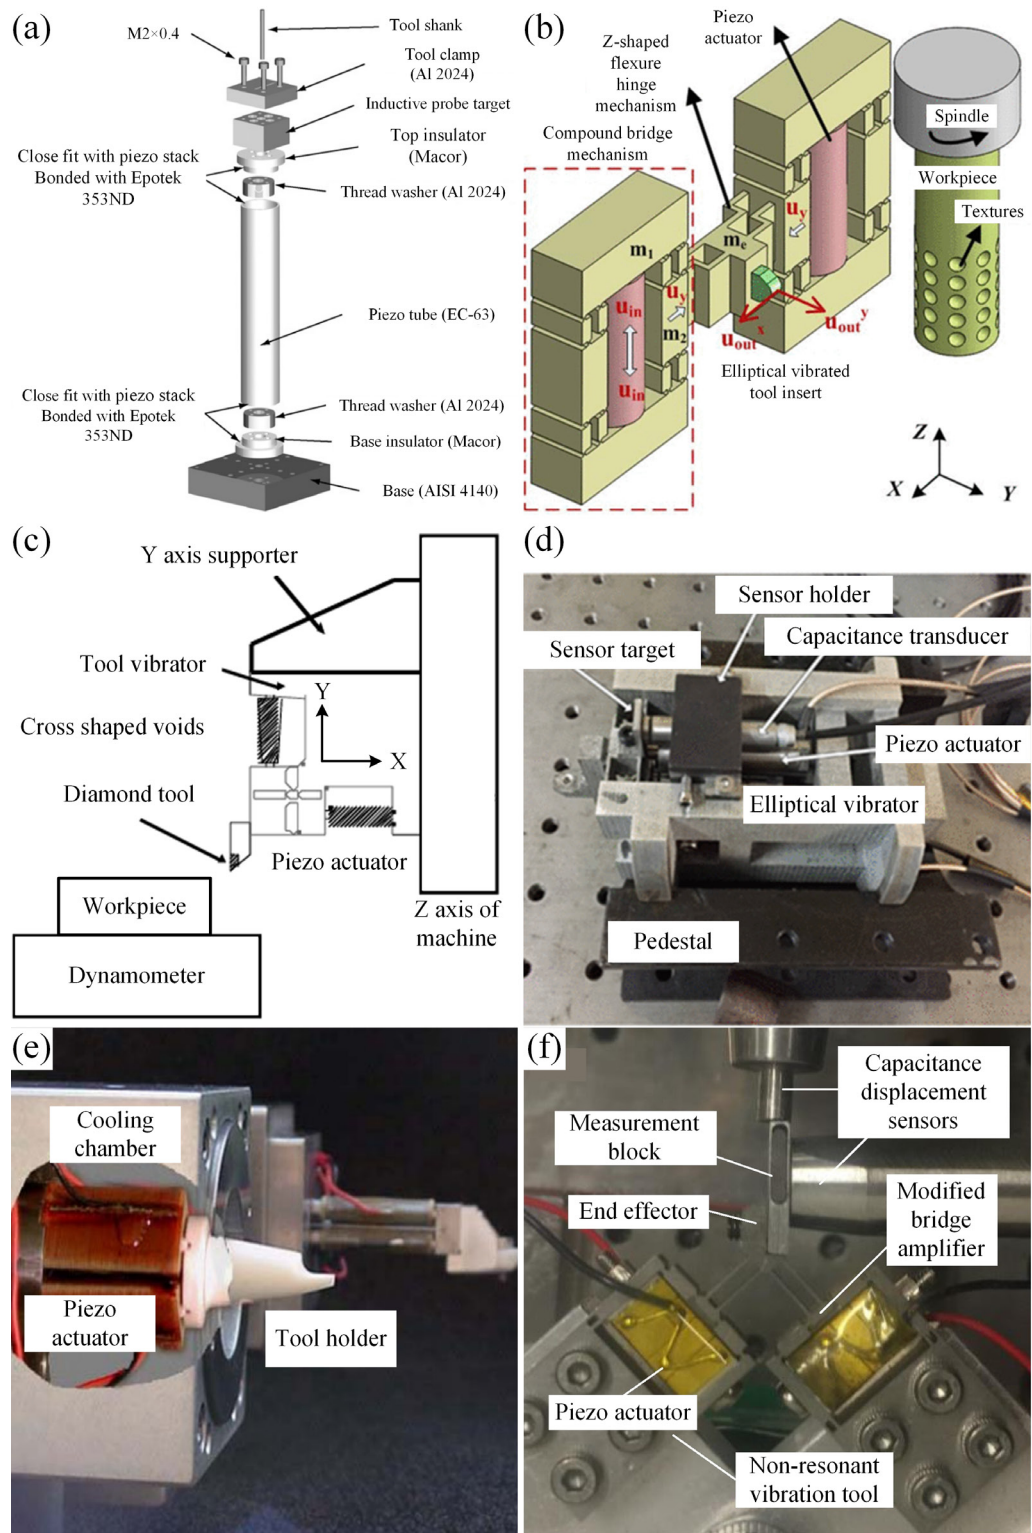 (a)
Tool shank
M2×0.4
Tool clamp
(Al 2024)
Inductive probe target
Top insulator
(Macor)
Close fit with piezo stack
Bonded with Epotek
353ND
Thread washer (Al 2024)
Piezo tube (EC-63)
Close fit with piezo stack
Bonded with Epotek
353ND
Thread washer (Al 2024)
Base insulator (Macor)
Base (AISI 4140)
(b)
Piezo
actuator
Z-shaped
flexure
hinge
mechanism
Compound bridge
mechanism
Spindle
Workpiece
Textures
m1
me
uy
uy
uin
m2
uin
uout x
uout y
Elliptical vibrated
tool insert
Z
X
Y
(c)
Y axis supporter
Tool vibrator
Y
Cross shaped voids
X
Diamond tool
Piezo actuator
Workpiece
Z axis of
machine
Dynamometer
(d)
Sensor holder
Capacitance transducer
Sensor target
Piezo actuator
Elliptical vibrator
Pedestal
(e)
Cooling
chamber
Piezo
actuator
Tool holder
(f)
Capacitance
displacement
sensors
Measurement
block
Modified
bridge
amplifier
End effector
Piezo actuator
Non-resonant
vibration tool